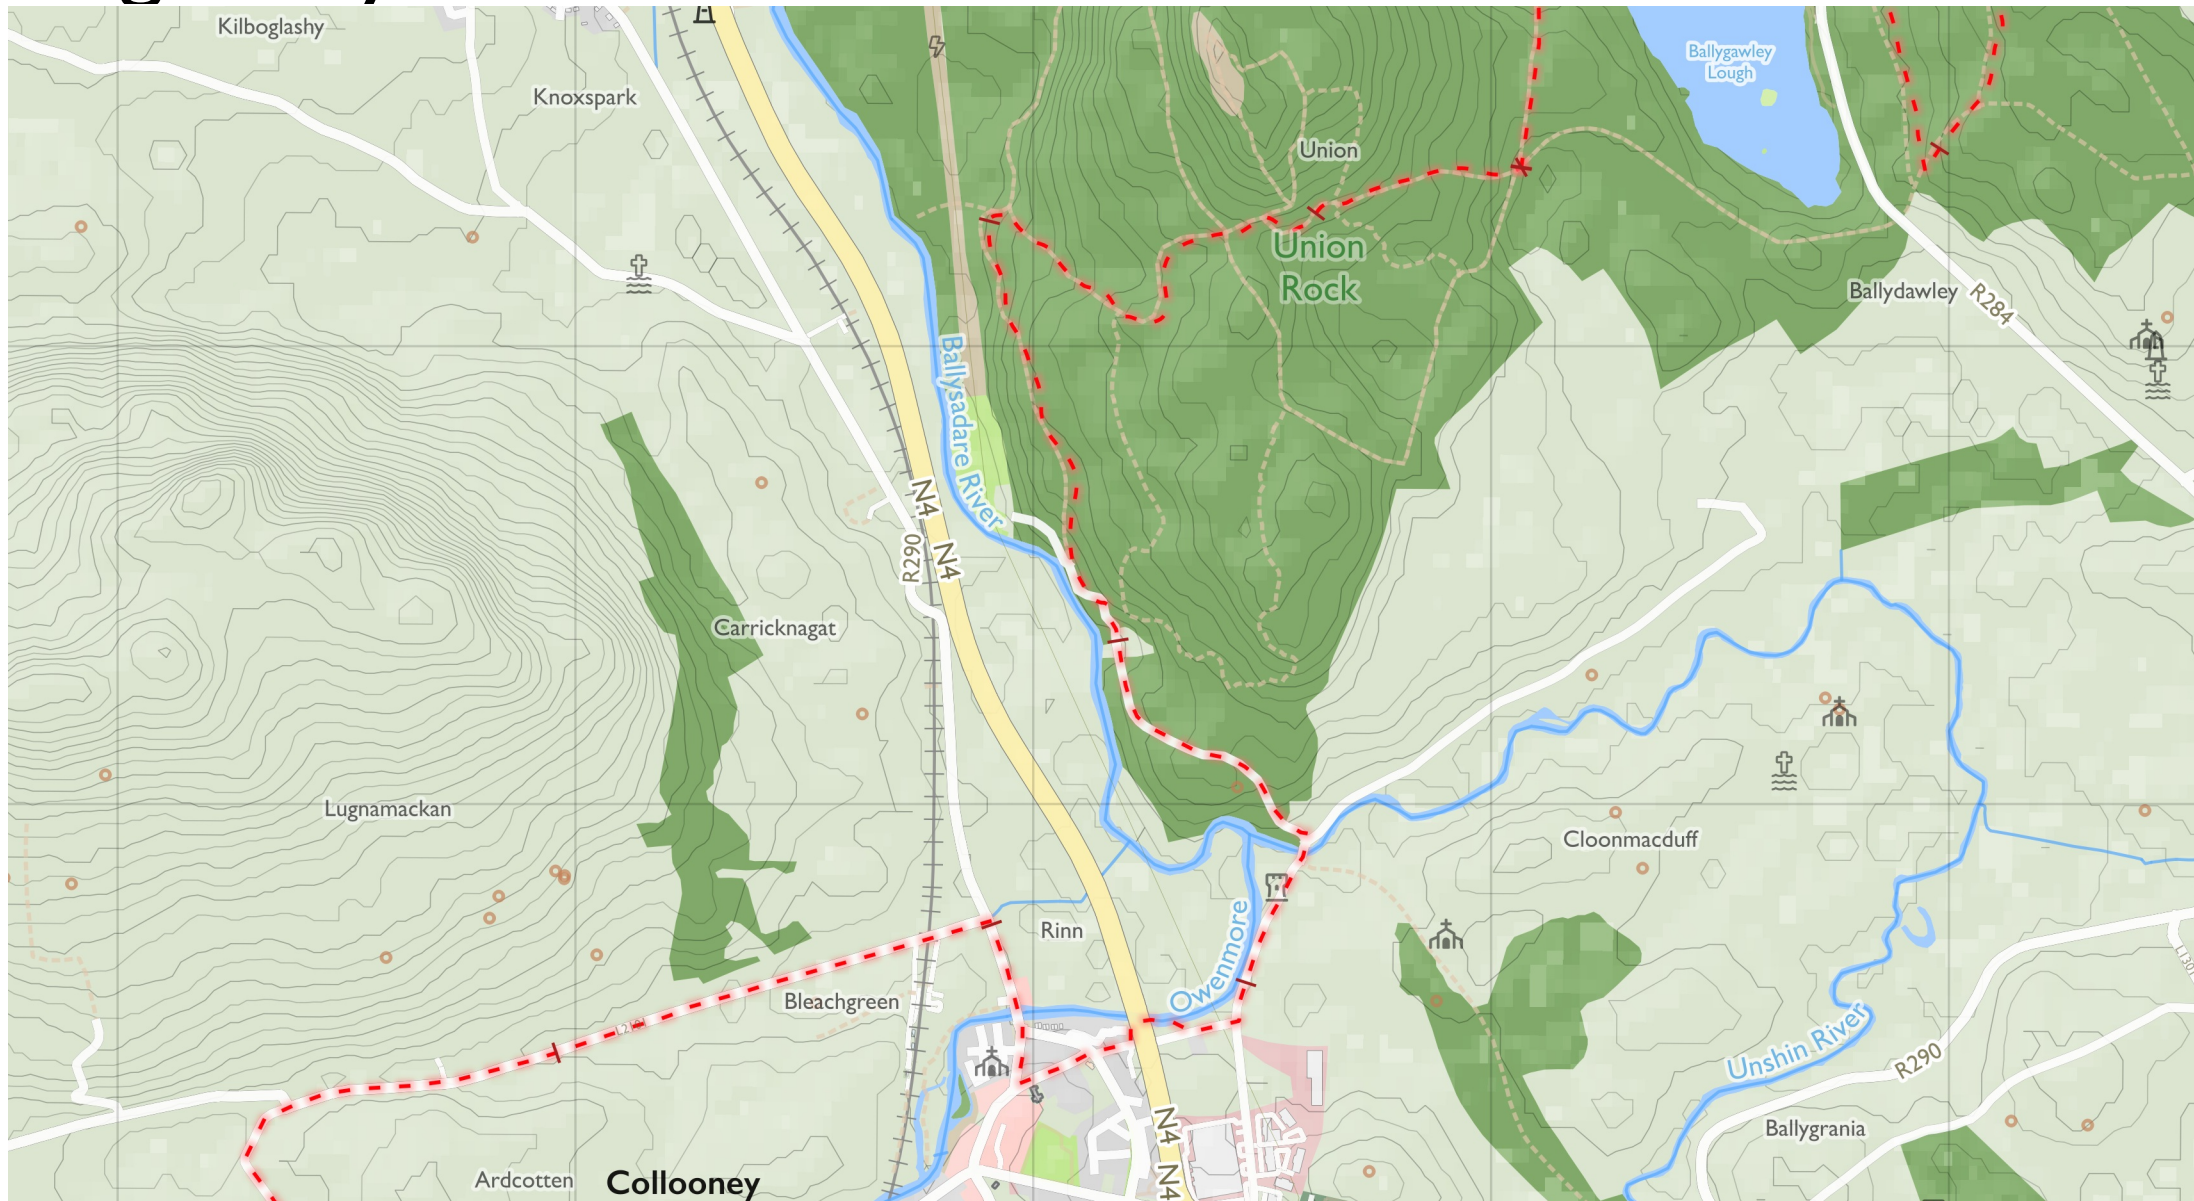 Kilboglashy
Knoxspark
Ballygawley
Lough
Union
Union
Rock
Ballydawley
R284
Ballysadare River
N4
N4
R290
Carricknagat
Lugnamackan
Cloonmacduff
Rinn
Owenmore
Bleachgreen
Unshin River
R290
Ballygrania
N4
N4
Ardcotten
Collooney